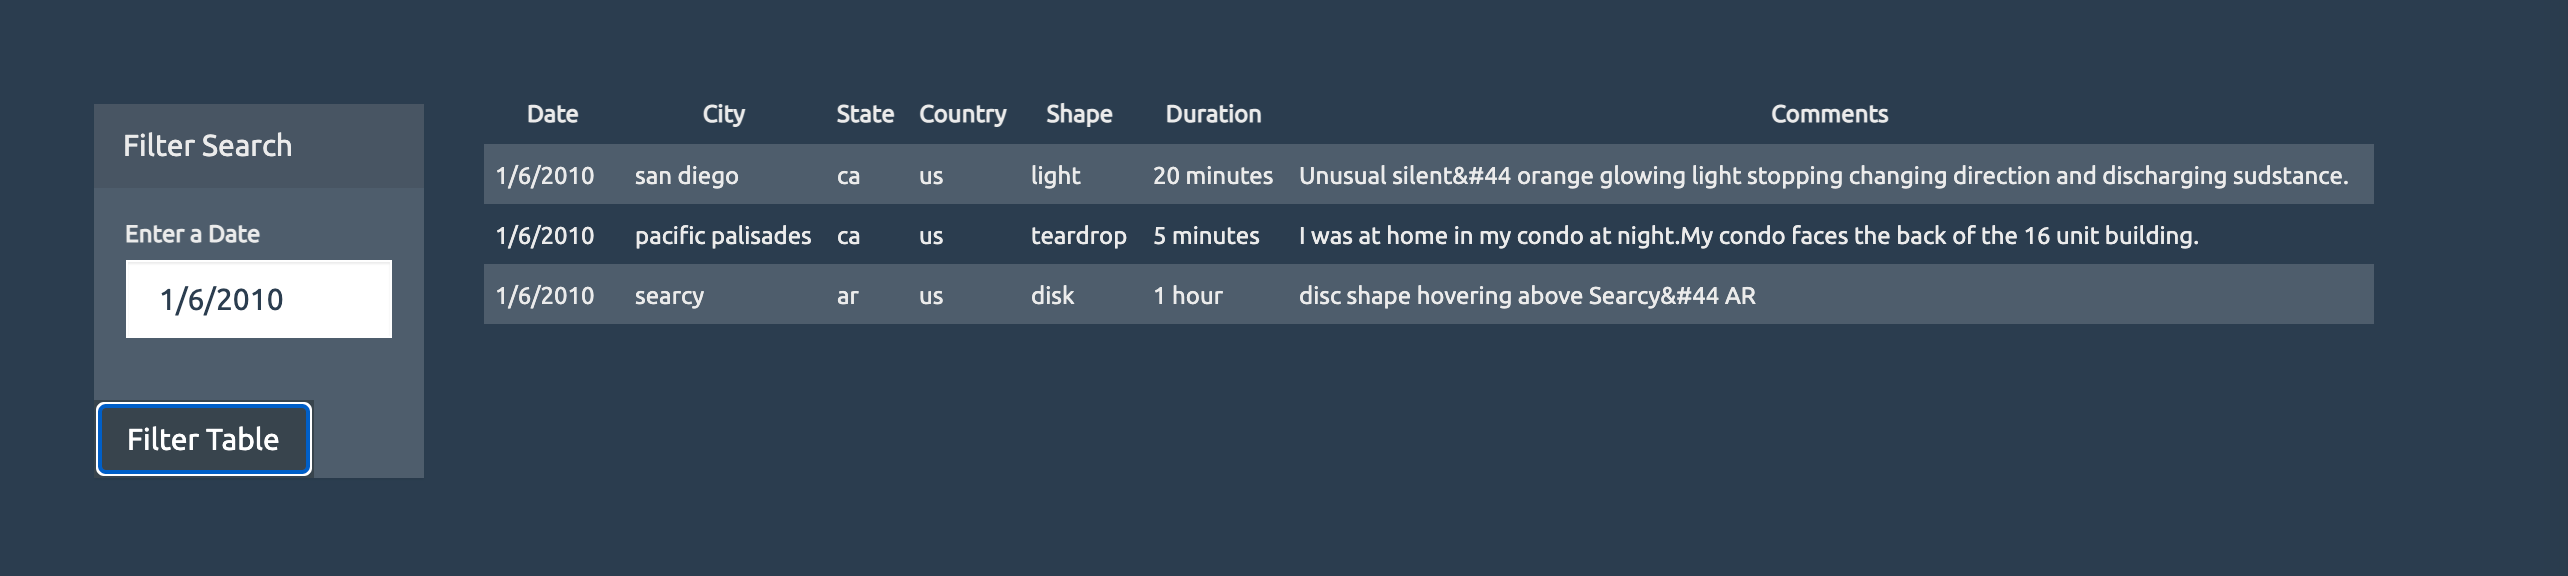 Filter Search
Enter a Date
1/6/2010
Filter Table
Date City State Country Shape Duration Comments
1/6/2010 san diego ca us light 20 minutes Unusual silent&#44 orange glowing light stopping changing direction and discharging sudstance.
1/6/2010 pacific palisades ca us teardrop 5 minutes I was at home in my condo at night.My condo faces the back of the 16 unit building.
1/6/2010 searcy ar us disk 1 hour disc shape hovering above Searcy&#44 AR